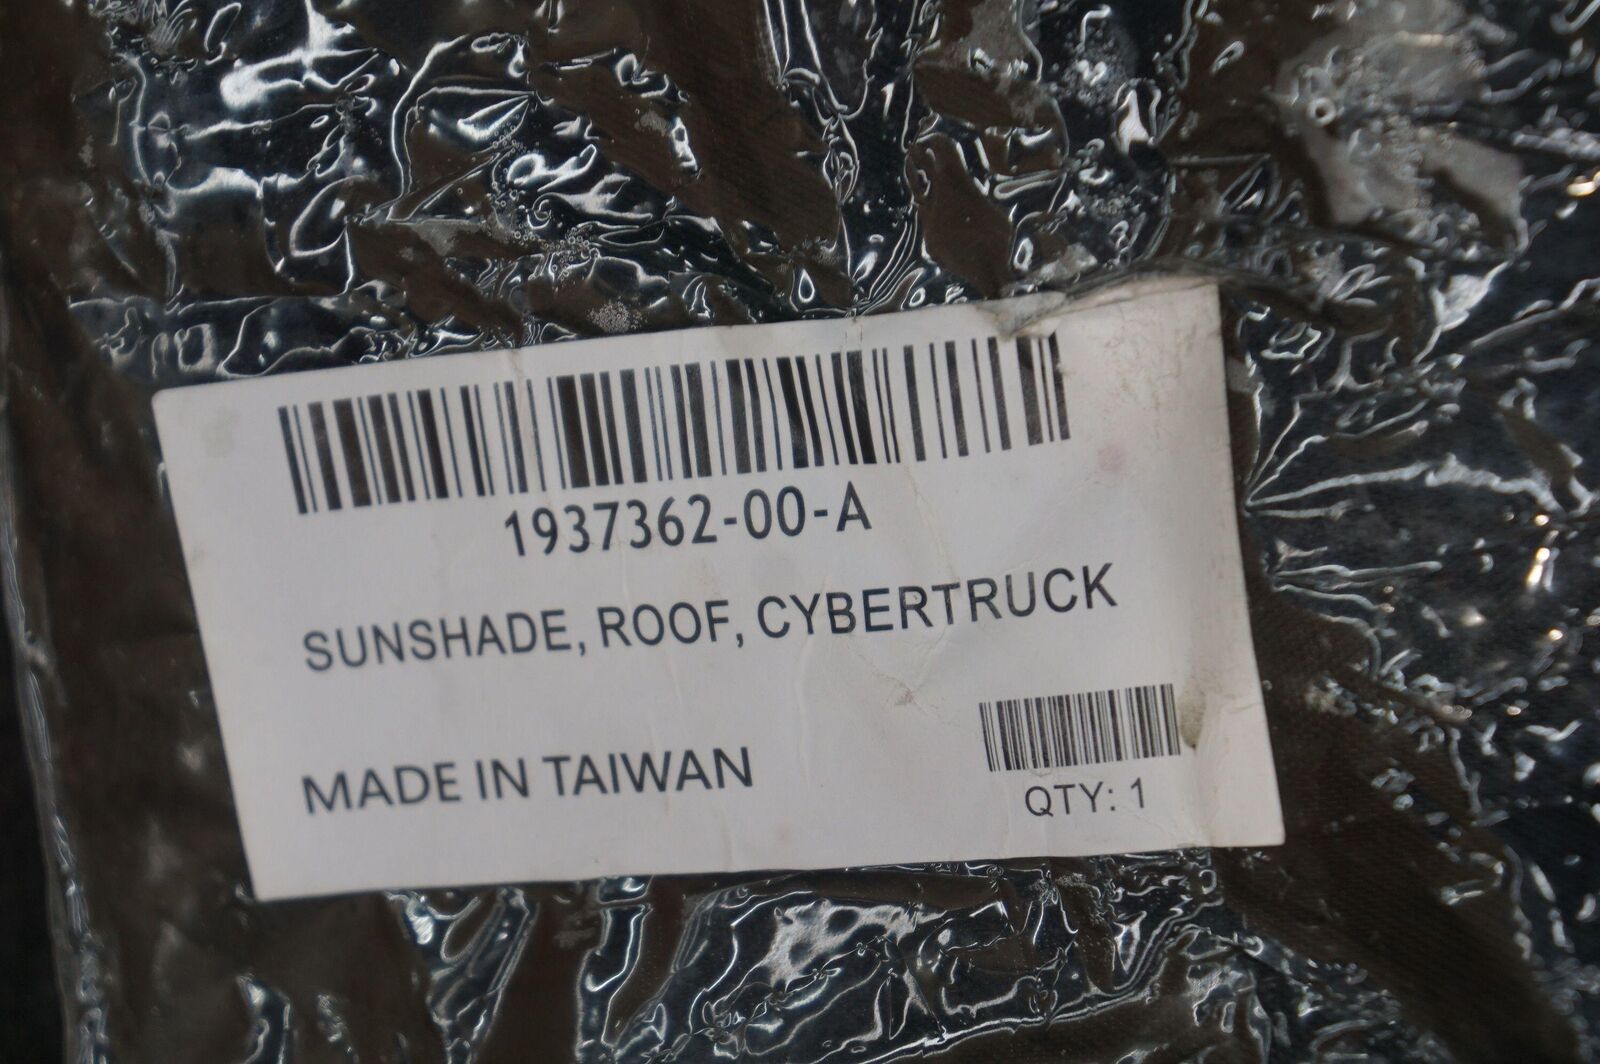 1937362-00-A
SUNSHADE, ROOF, CYBERTRUCK
MADE IN TAIWAN
QTY: 1